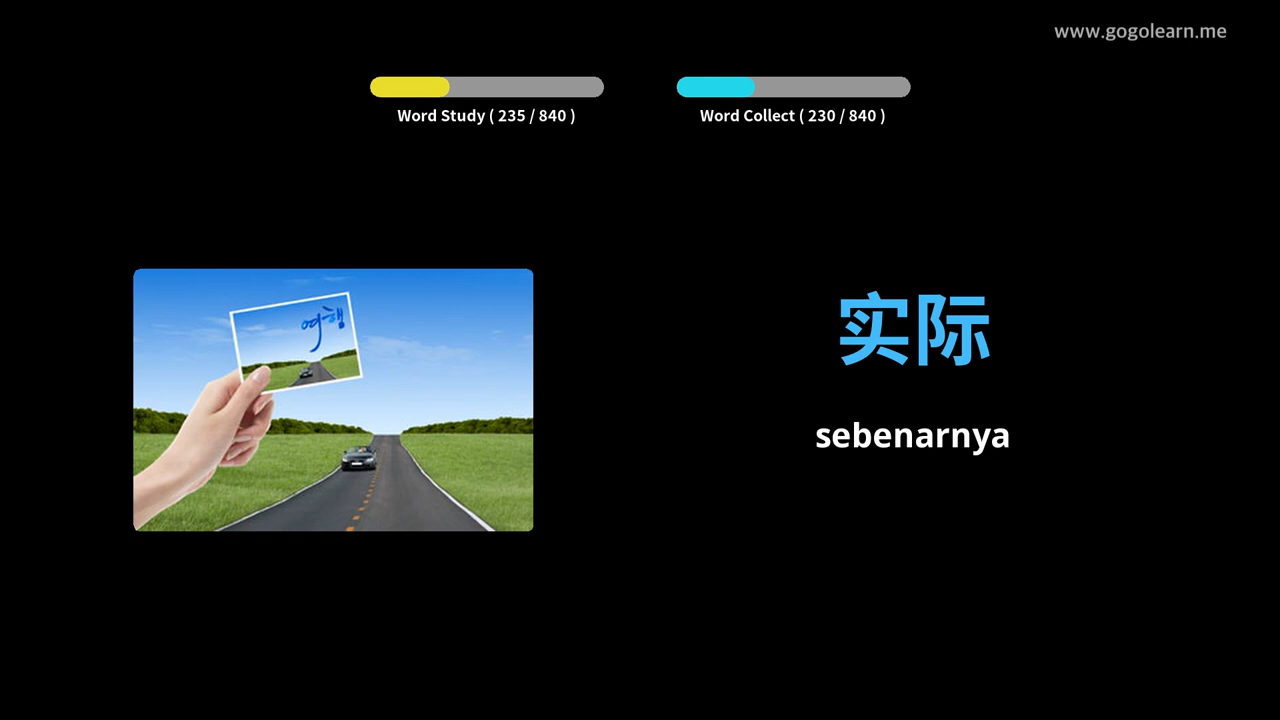 www.gogolearn.me
Word Study ( 235 / 840 )
Word Collect ( 230 / 840 )
여행
实际
sebenarnya